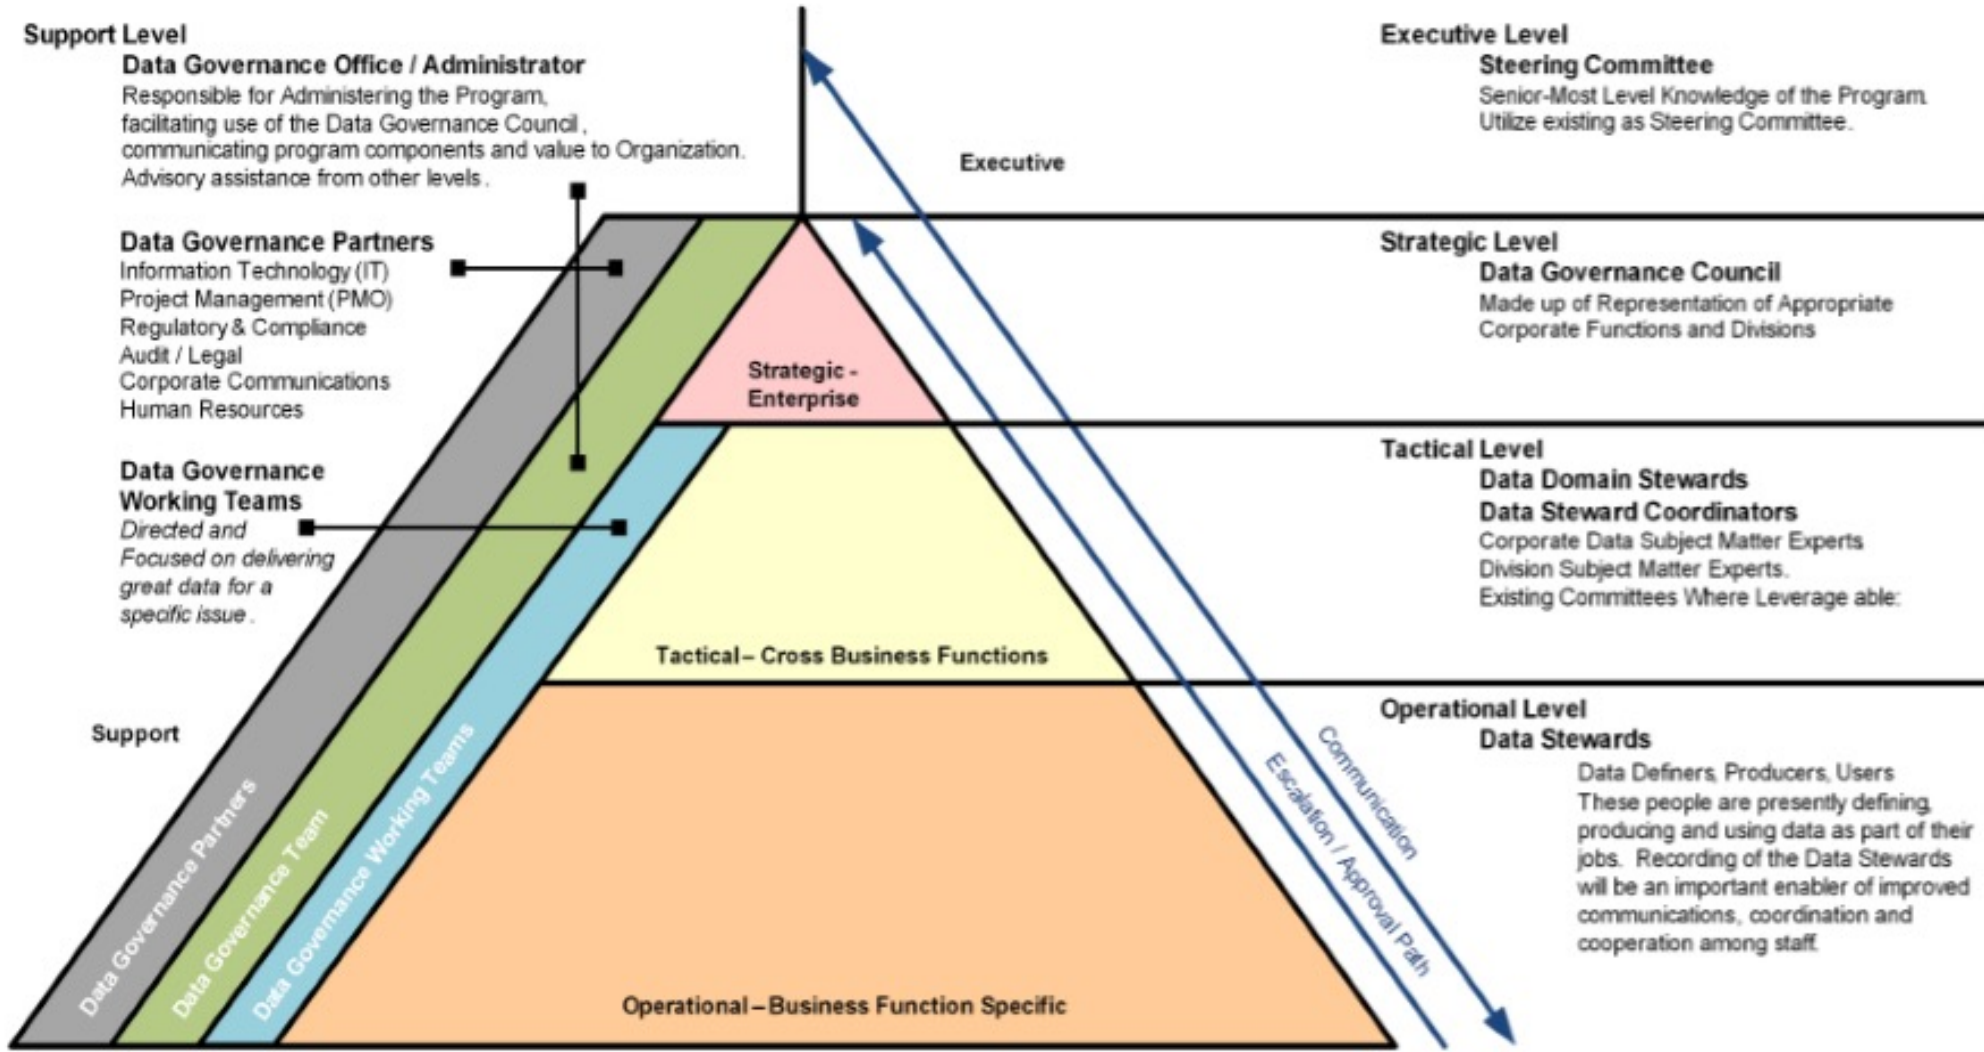 Support Level
Data Governance Office / Administrator
Responsible for Administering the Program,
facilitating use of the Data Governance Council,
communicating program components and value to Organization.
Advisory assistance from other levels.
Data Governance Partners
Information Technology (IT)
Project Management (PMO)
Regulatory & Compliance
Audit / Legal
Corporate Communications
Human Resources
Data Governance
Working Teams
Directed and
Focused on delivering
great data for a
specific issue.
Support
Data Governance Partners
Data Governance Team
Data Governance Working Teams
Executive
Strategic -
Enterprise
Tactical – Cross Business Functions
Operational – Business Function Specific
Communication
Escalation / Approval Path
Executive Level
Steering Committee
Senior-Most Level Knowledge of the Program.
Utilize existing as Steering Committee.
Strategic Level
Data Governance Council
Made up of Representation of Appropriate
Corporate Functions and Divisions
Tactical Level
Data Domain Stewards
Data Steward Coordinators
Corporate Data Subject Matter Experts
Division Subject Matter Experts.
Existing Committees Where Leverage able:
Operational Level
Data Stewards
Data Definers, Producers, Users
These people are presently defining,
producing and using data as part of their
jobs. Recording of the Data Stewards
will be an important enabler of improved
communications, coordination and
cooperation among staff.